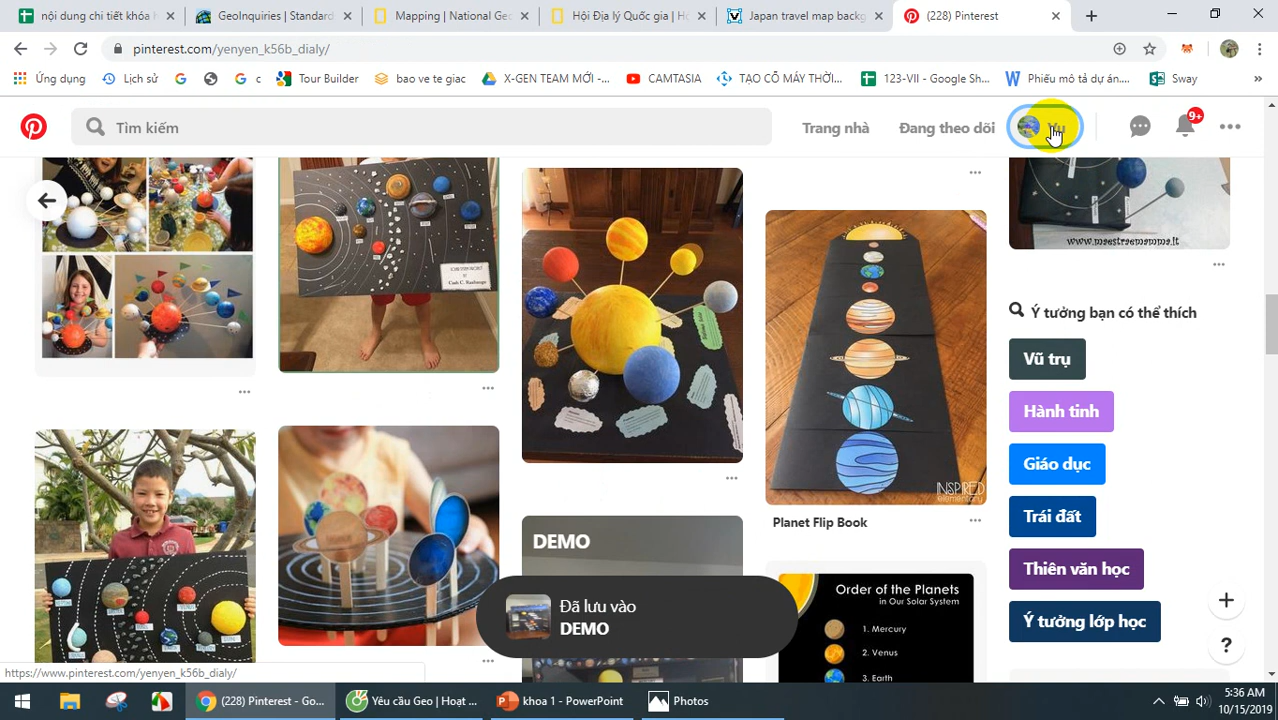 nội dung chi tiết khóa h
GeoInquiries | Standard
Mapping | National Geo
Hội Địa lý Quốc gia | Ho
Japan travel map backg
(228) Pinterest
pinterest.com/yenyen_k56b_dialy/
Ứng dụng
Lịch sử
c
Tour Builder
bao ve te giac
X-GEN TEAM MỚI -...
CAMTASIA
TẠO CỖ MÁY THỜI...
123-VII - Google Sh...
Phiếu mô tả dự án....
Sway
Tìm kiếm
Trang nhà
Đang theo dõi
Vu
9+
www.maestraemamma.it
Ý tưởng bạn có thể thích
Vũ trụ
Hành tinh
Giáo dục
Trái đất
Thiên văn học
Ý tưởng lớp học
INSPIRED
elementary
Planet Flip Book
DEMO
Order of the Planets
in Our Solar System
1. Mercury
2. Venus
3. Earth
Đã lưu vào
DEMO
https://www.pinterest.com/yenyen_k56b_dialy/
(228) Pinterest - Go...
Yêu cầu Geo | Hoạt ...
khoa 1 - PowerPoint
Photos
5:36 AM
10/15/2019